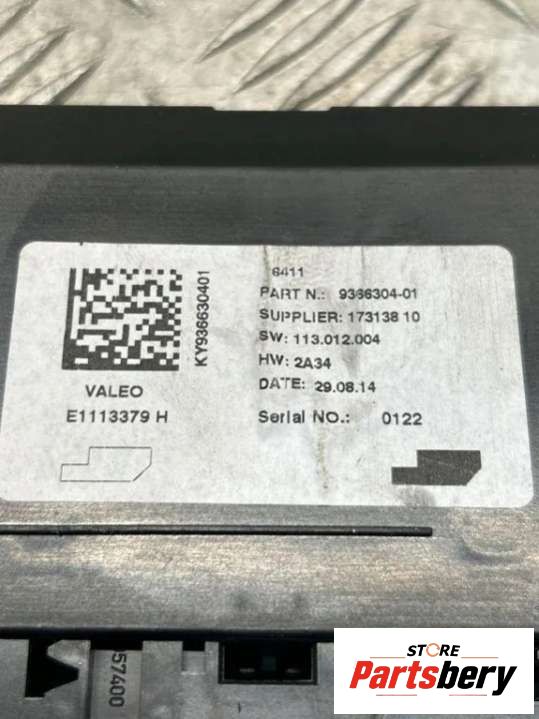 KY936630401
VALEO
E1113379 H
6411
PART N.: 9366304-01
SUPPLIER: 173138 10
SW: 113.012.004
HW: 2A34
DATE: 29.08.14
Serial NO.: 0122
57400
STORE
Partsbery